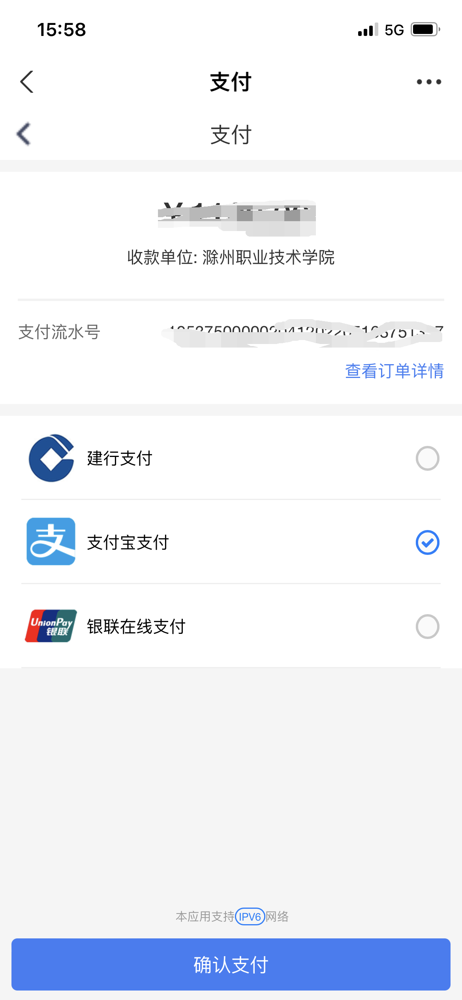 15:58
5G
支付
支付
收款单位: 滁州职业技术学院
支付流水号
查看订单详情
建行支付
支
支付宝支付
UnionPay
银联
银联在线支付
本应用支持IPV6网络
确认支付